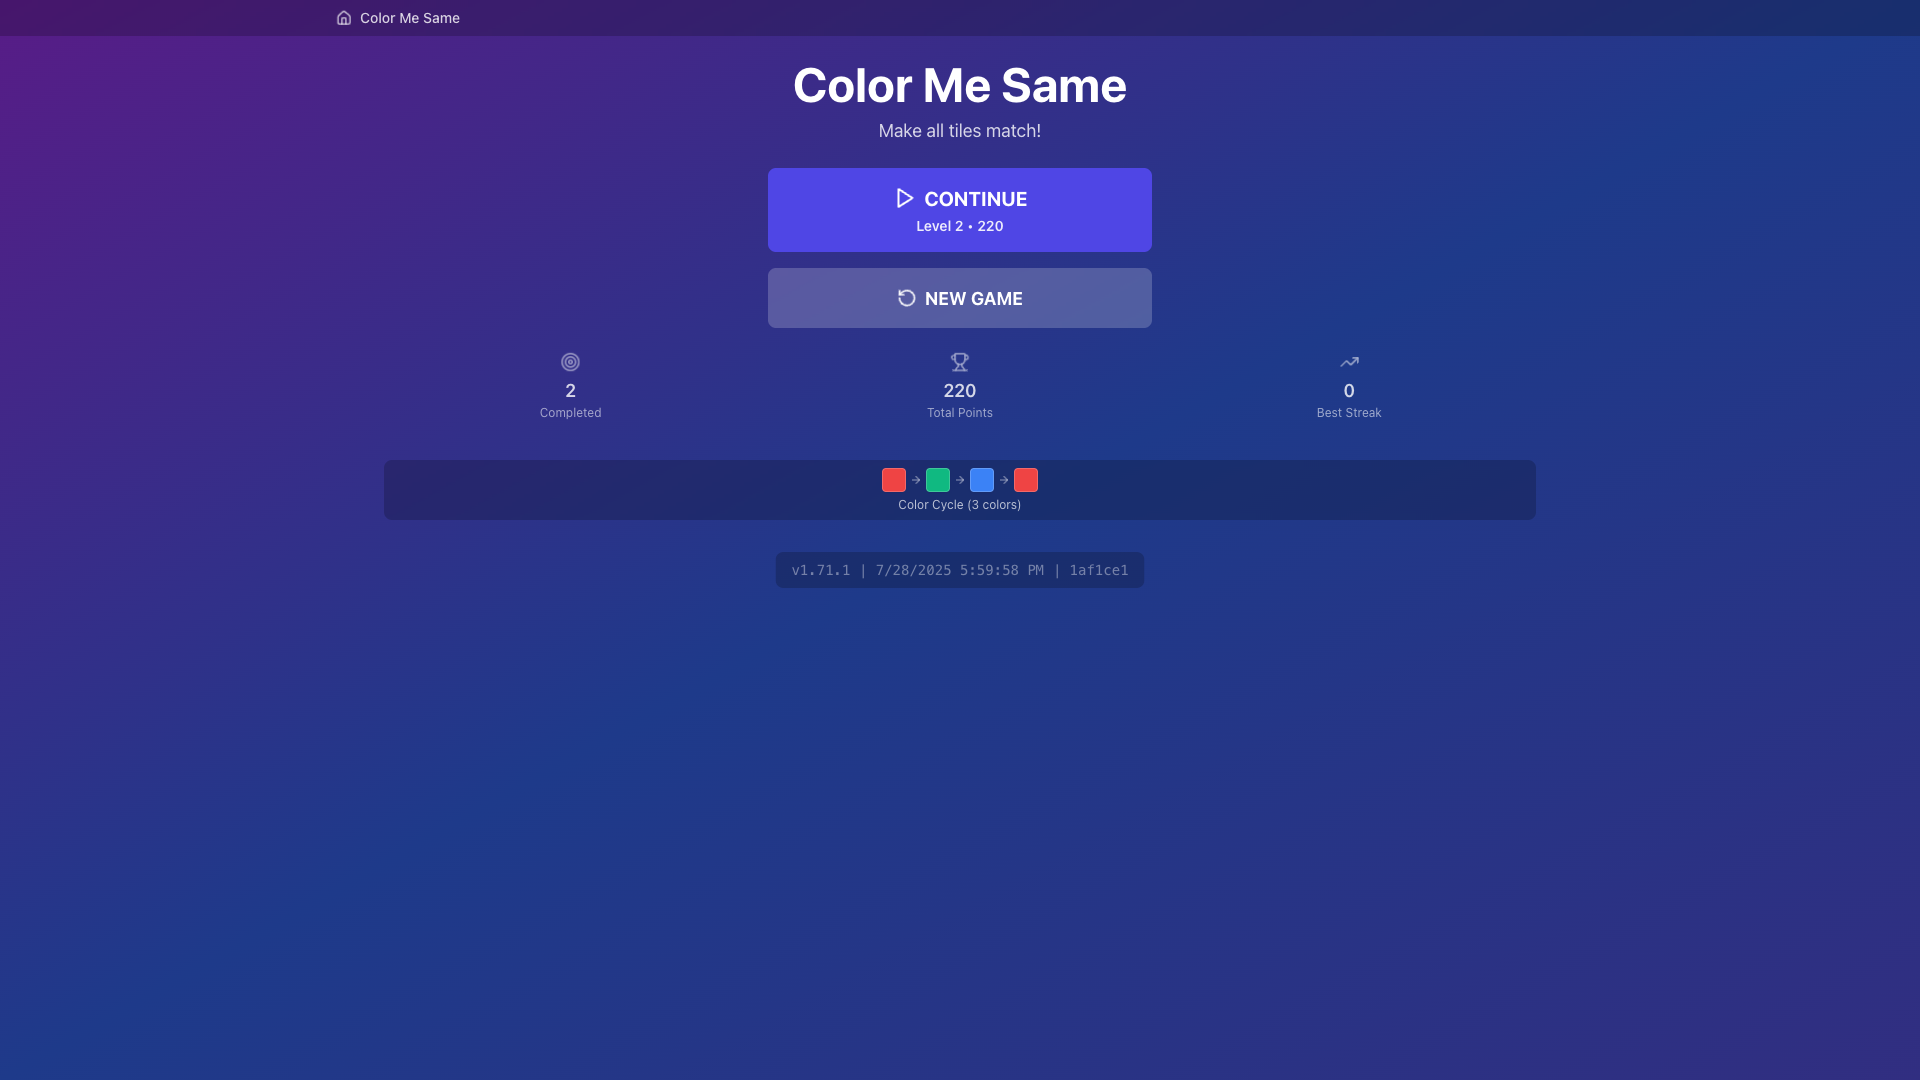 Color Me Same
Color Me Same
Make all tiles match!
CONTINUE
Level 2 • 220
NEW GAME
2
Completed
220
Total Points
0
Best Streak
Color Cycle (3 colors)
v1.71.1 | 7/28/2025 5:59:58 PM | 1af1ce1